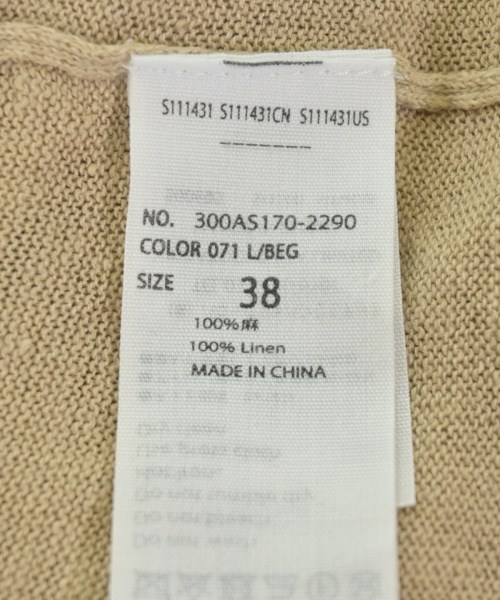 S111431 S111431CN S111431US
-------
NO. 300AS170-2290
COLOR 071 L/BEG
SIZE 38
100%麻
100% Linen
MADE IN CHINA